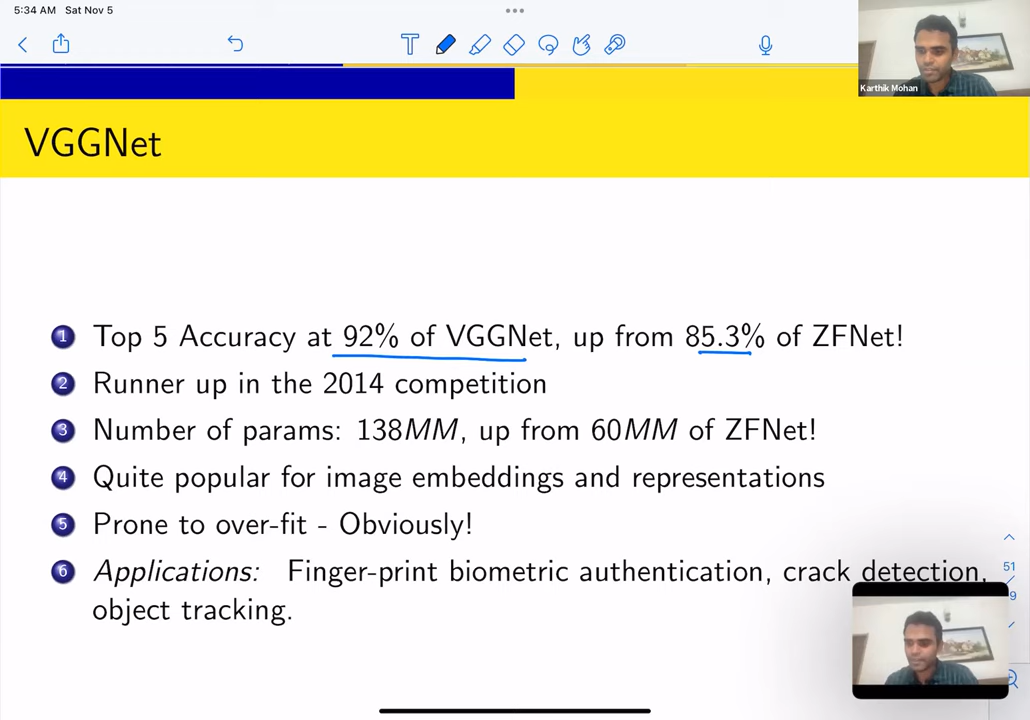 5:34 AM Sat Nov 5
Karthik Mohan
VGGNet
1 Top 5 Accuracy at 92% of VGGNet, up from 85.3% of ZFNet!
2 Runner up in the 2014 competition
3 Number of params: 138MM, up from 60MM of ZFNet!
4 Quite popular for image embeddings and representations
5 Prone to over-fit - Obviously!
6 Applications: Finger-print biometric authentication, crack detection,
object tracking.
51
9